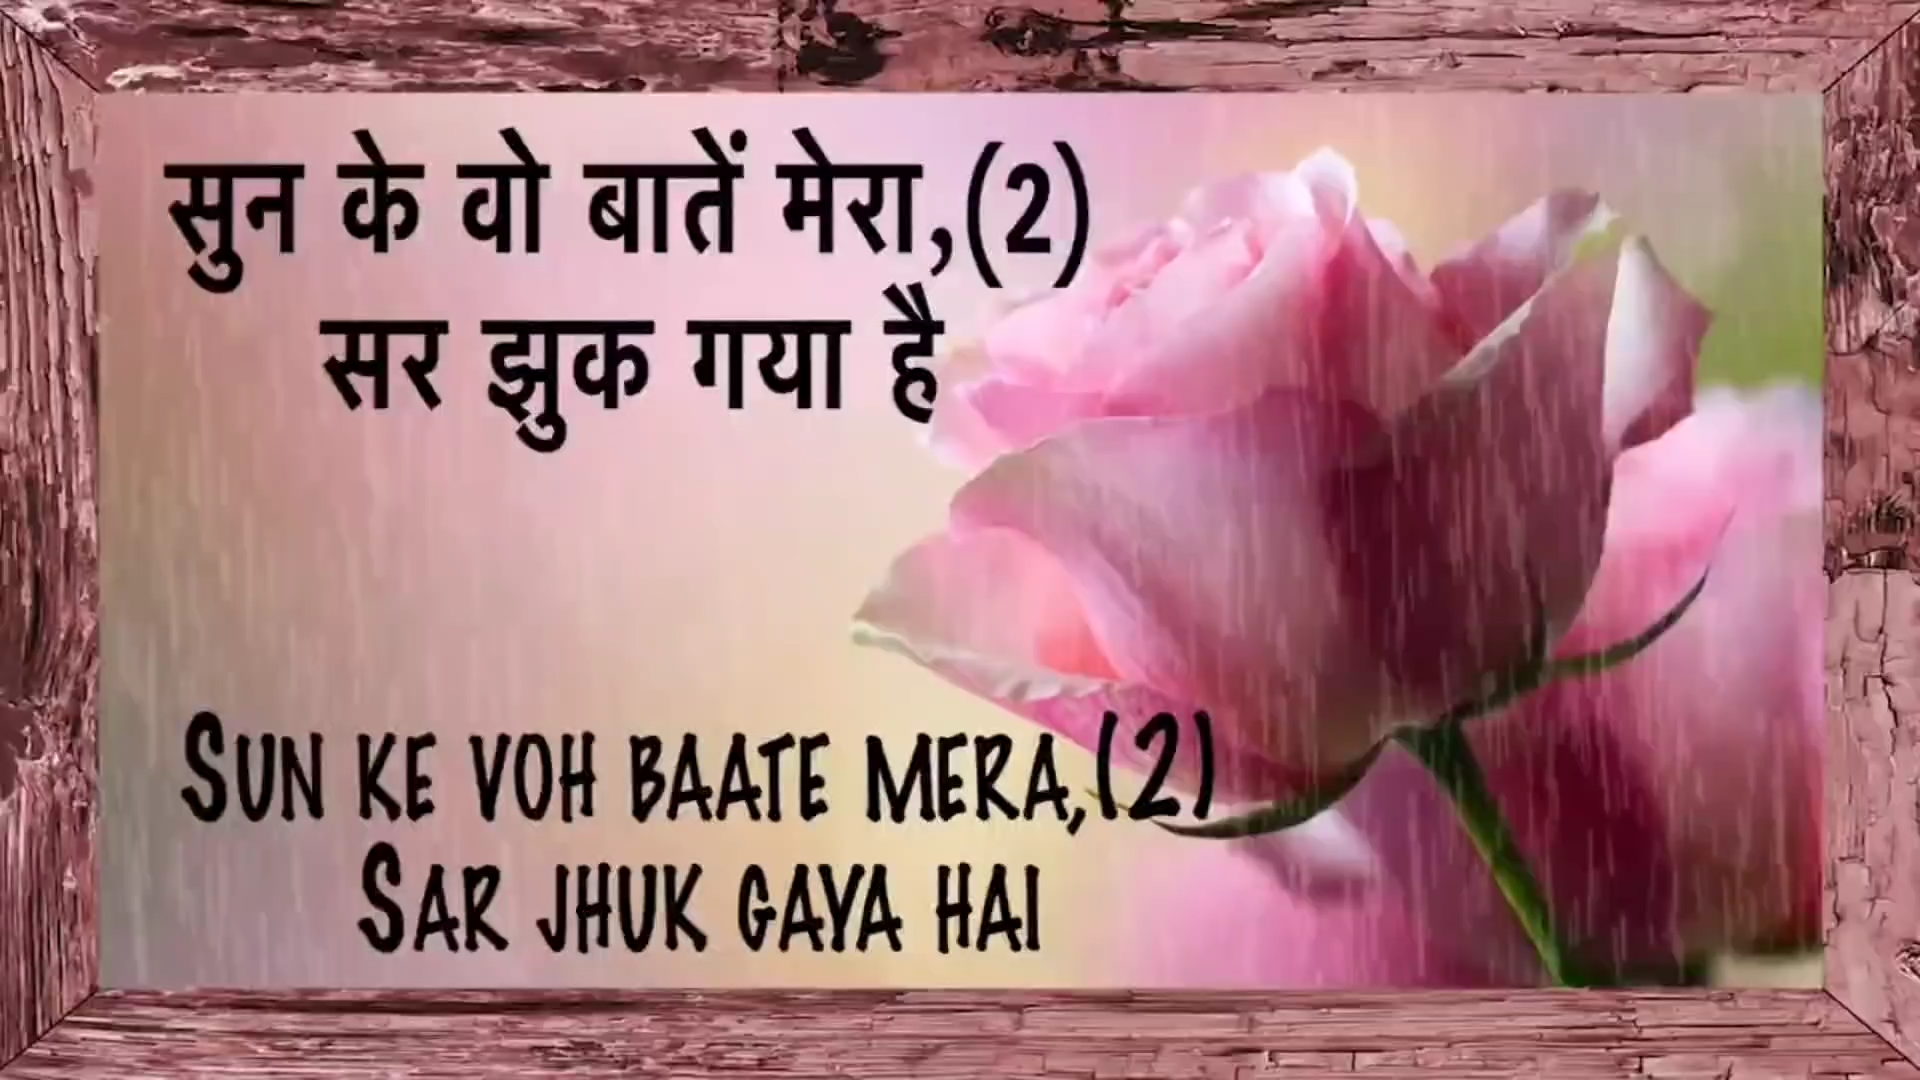 सुन के वो बातें मेरा,(2)
सर झुक गया है
Sun ke voh baate mera,(2)
Sar jhuk gaya hai